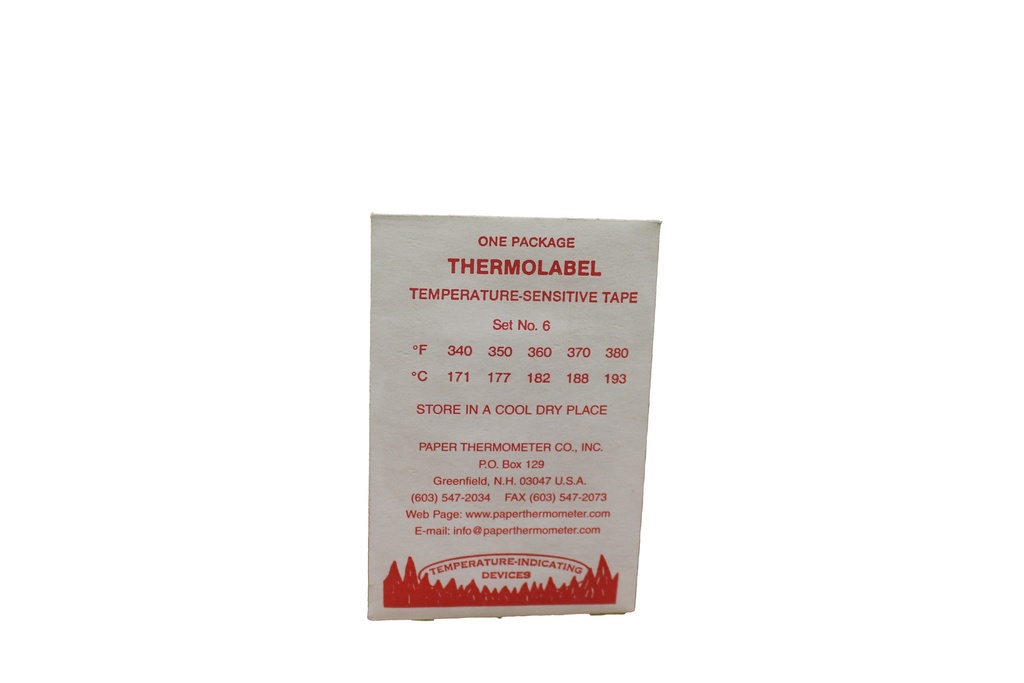 ONE PACKAGE
THERMOLABEL
TEMPERATURE-SENSITIVE TAPE
Set No. 6
°F 340 350 360 370 380
°C 171 177 182 188 193
STORE IN A COOL DRY PLACE
PAPER THERMOMETER CO., INC.
P.O. Box 129
Greenfield, N.H. 03047 U.S.A.
(603) 547-2034 FAX (603) 547-2073
Web Page: www.paperthermometer.com
E-mail: info@paperthermometer.com
TEMPERATURE-INDICATING
DEVICES